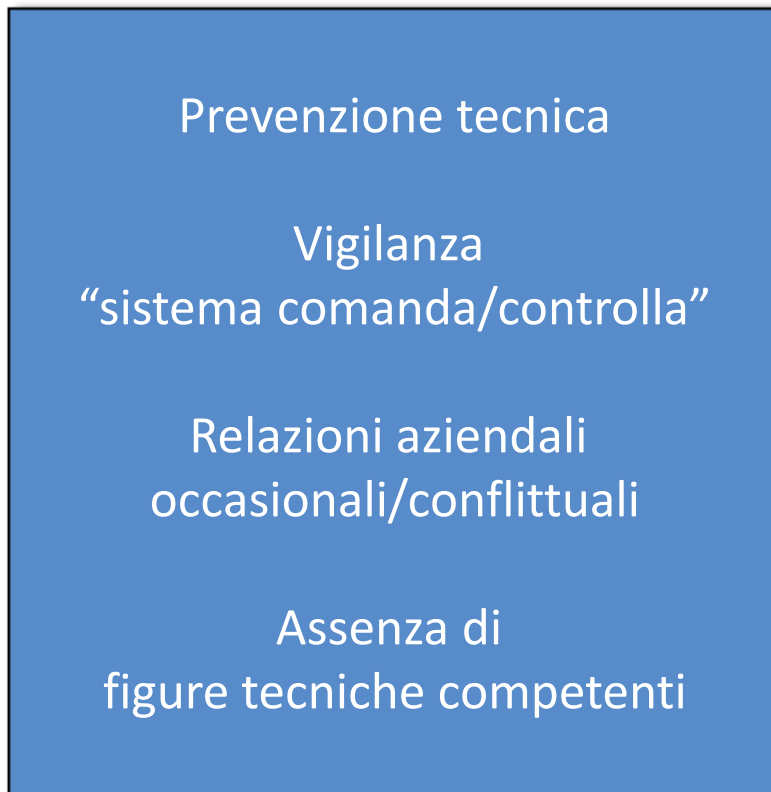 Prevenzione tecnica
Vigilanza
“sistema comanda/controlla”
Relazioni aziendali
occasionali/conflittuali
Assenza di
figure tecniche competenti